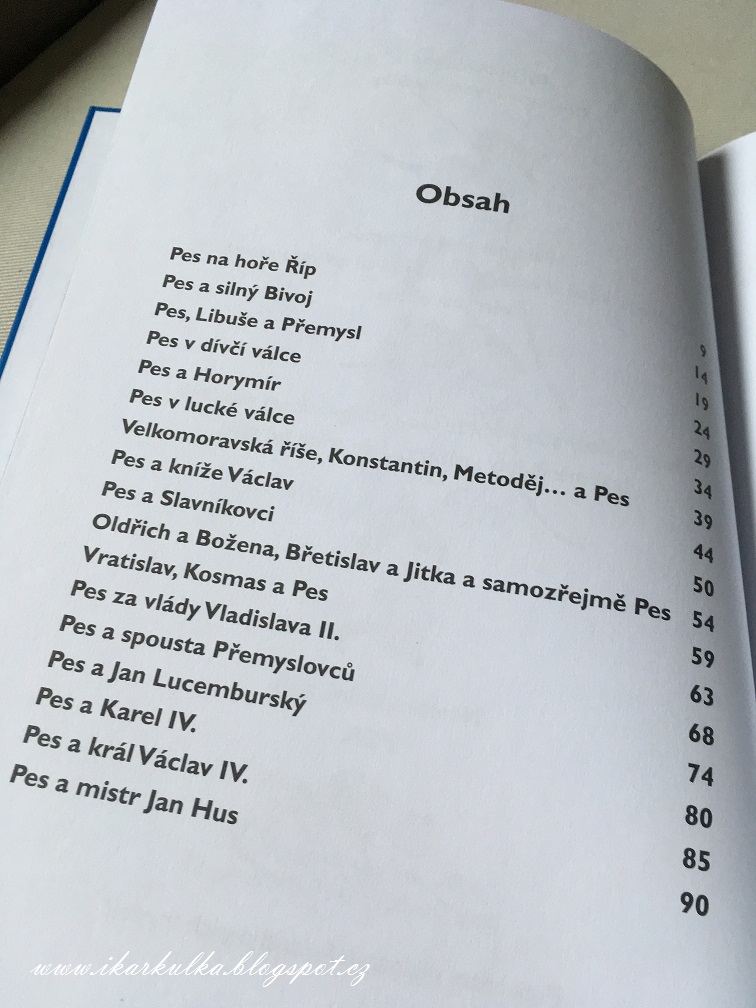 Obsah
Pes na hoře Říp 9
Pes a silný Bivoj 14
Pes, Libuše a Přemysl 19
Pes v dívčí válce 24
Pes a Horymír 29
Pes v lucké válce 34
Velkomoravská říše, Konstantin, Metoděj... a Pes 39
Pes a kníže Václav 44
Pes a Slavníkovci 50
Oldřich a Božena, Břetislav a Jitka a samozřejmě Pes 54
Vratislav, Kosmas a Pes 59
Pes za vlády Vladislava II. 63
Pes a spousta Přemyslovců 68
Pes a Jan Lucemburský 74
Pes a Karel IV. 80
Pes a král Václav IV. 85
Pes a mistr Jan Hus 90
www.ikarkulka.blogspot.cz